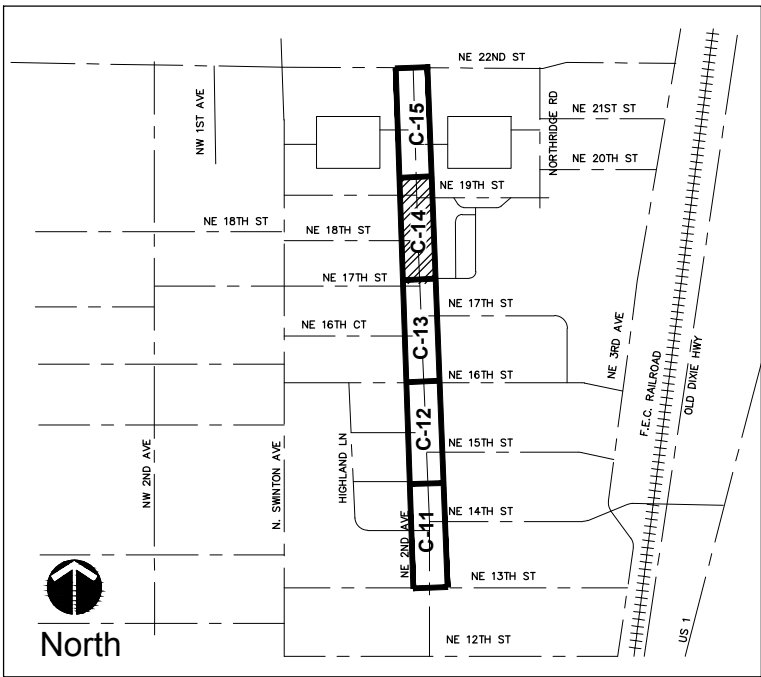 NE 22ND ST
NW 1ST AVE
C-15
NORTHRIDGE RD
NE 21ST ST
NE 20TH ST
NE 19TH ST
NE 18TH ST
NE 18TH ST
C-14
NE 17TH ST
NE 17TH ST
NE 16TH CT
C-13
NE 3RD AVE
F.E.C. RAILROAD
OLD DIXIE HWY
NE 16TH ST
NW 2ND AVE
N. SWINTON AVE
HIGHLAND LN
C-12
NE 15TH ST
NE 2ND AVE
C-11
NE 14TH ST
NE 13TH ST
NE 12TH ST
US 1
North